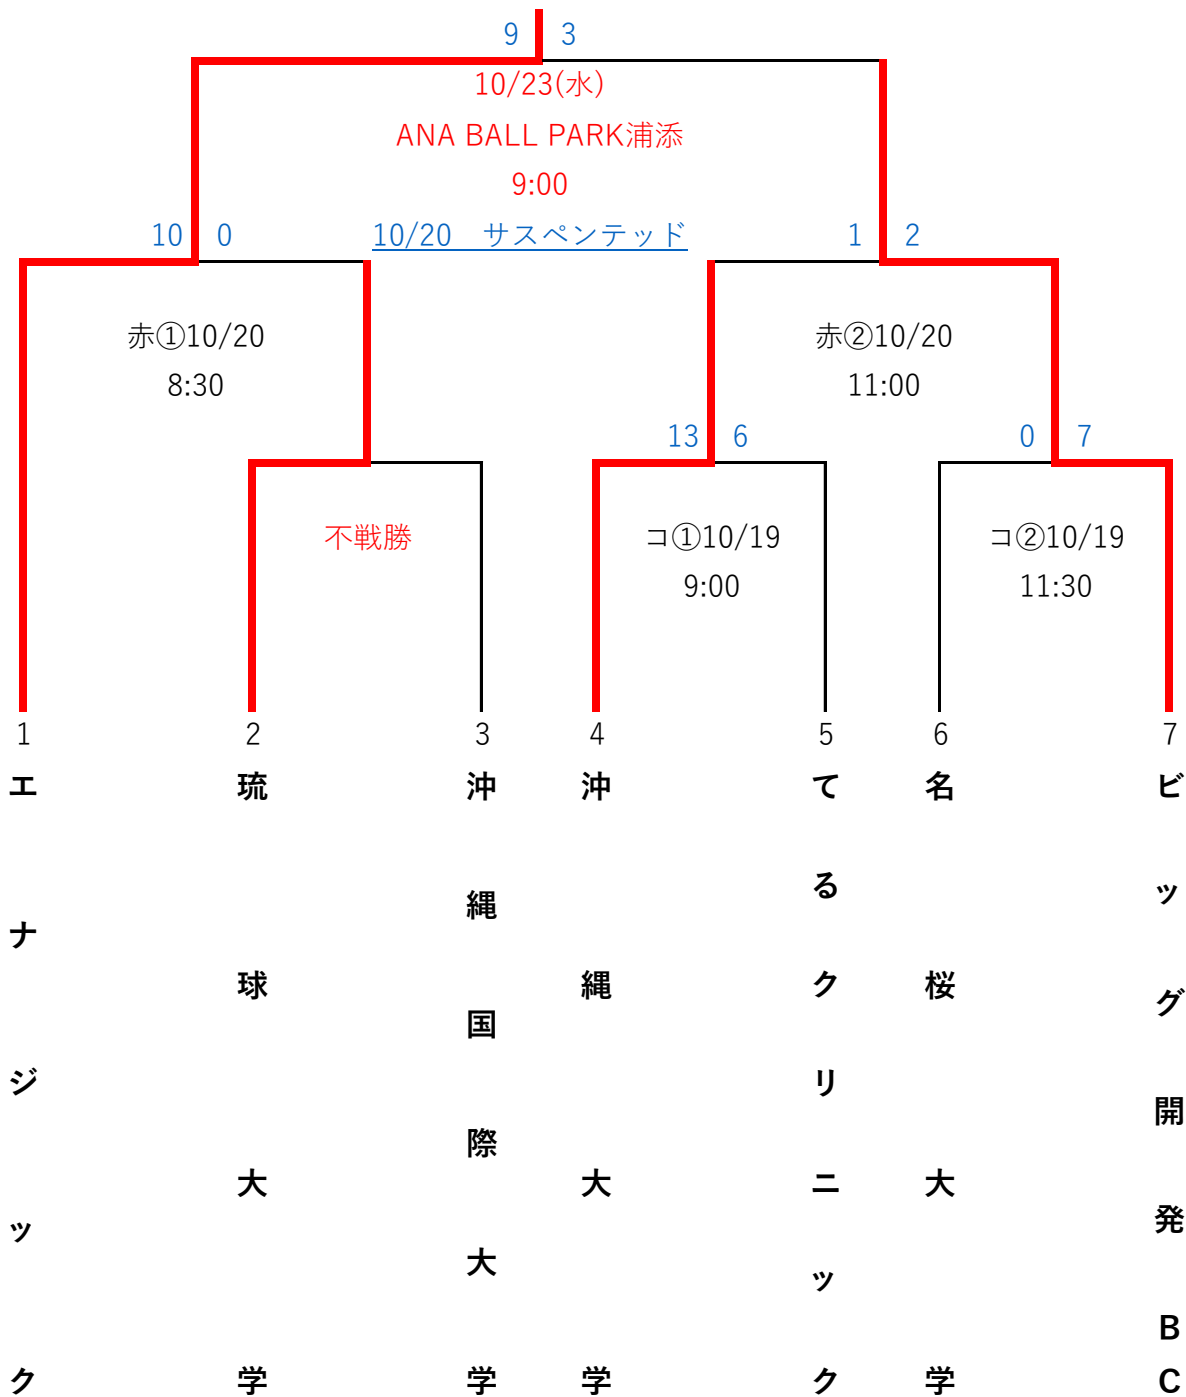 9 3
10/23(水)
ANA BALL PARK浦添
9:00
10 0 10/20　サスペンテッド 1 2
赤①10/20 赤②10/20
8:30 11:00
13 6 0 7
不戦勝 コ①10/19 コ②10/19
9:00 11:30
1 2 3 4 5 6 7
エナジック
琉球大学
沖縄国際大学
沖縄大学
てるクリニック
名桜大学
ビッグ開発BC